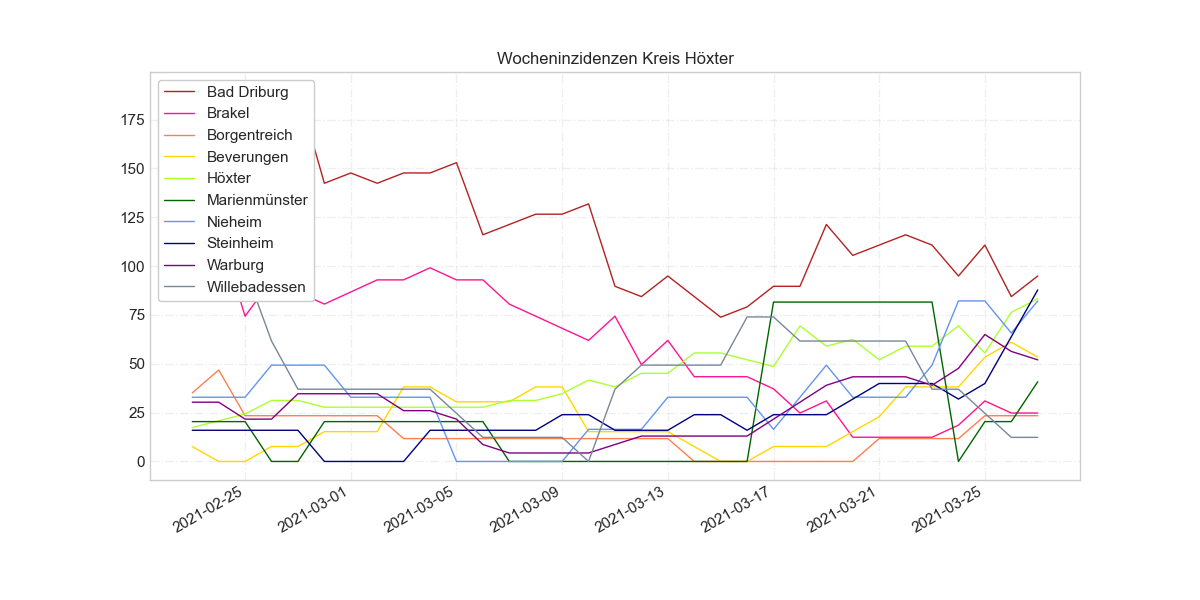 Wocheninzidenzen Kreis Höxter
Bad Driburg
Brakel
Borgentreich
Beverungen
Höxter
Marienmünster
Nieheim
Steinheim
Warburg
Willebadessen
175
150
125
100
75
50
25
0
2021-02-25
2021-03-01
2021-03-05
2021-03-09
2021-03-13
2021-03-17
2021-03-21
2021-03-25